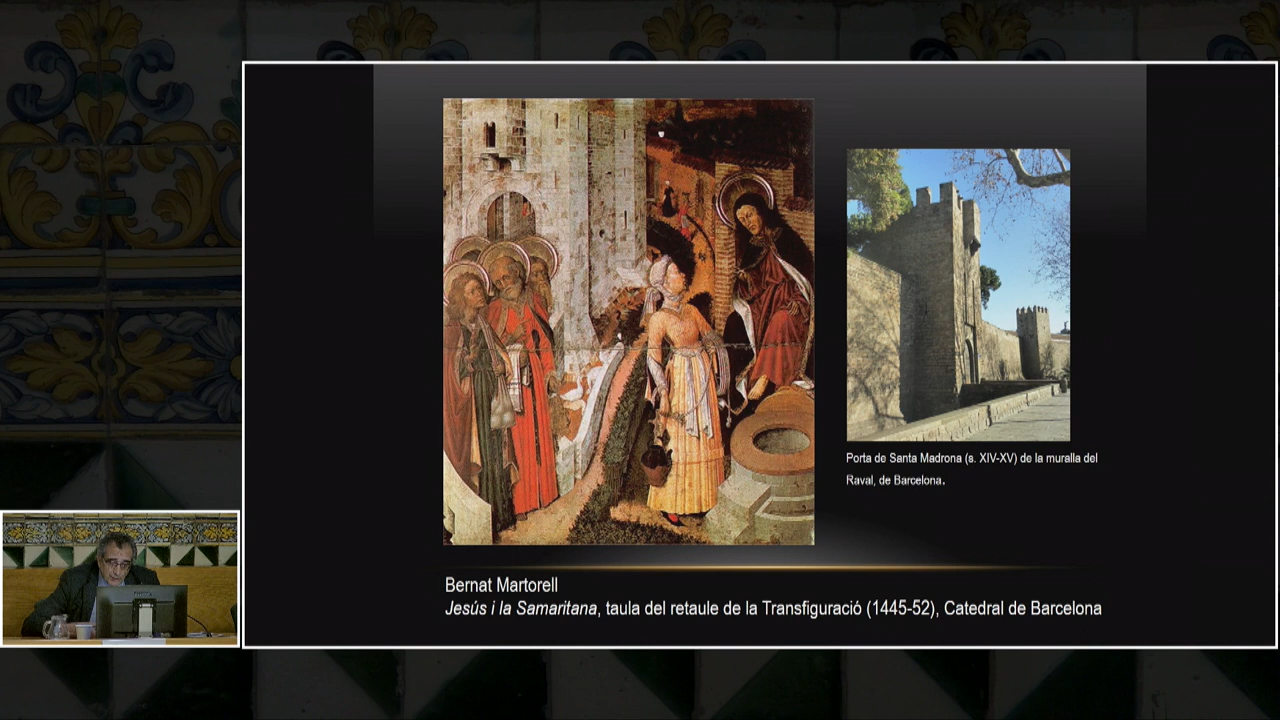 Porta de Santa Madrona (s. XIV-XV) de la muralla del
Raval, de Barcelona.
Bernat Martorell
Jesús i la Samaritana, taula del retaule de la Transfiguració (1445-52), Catedral de Barcelona